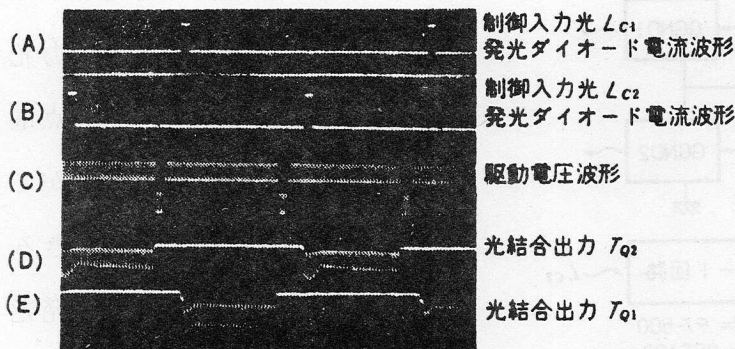 (A)
制御入力光 LC1
発光ダイオード電流波形
(B)
制御入力光 LC2
発光ダイオード電流波形
(C)
駆動電圧波形
(D)
光結合出力 TQ2
(E)
光結合出力 TQ1